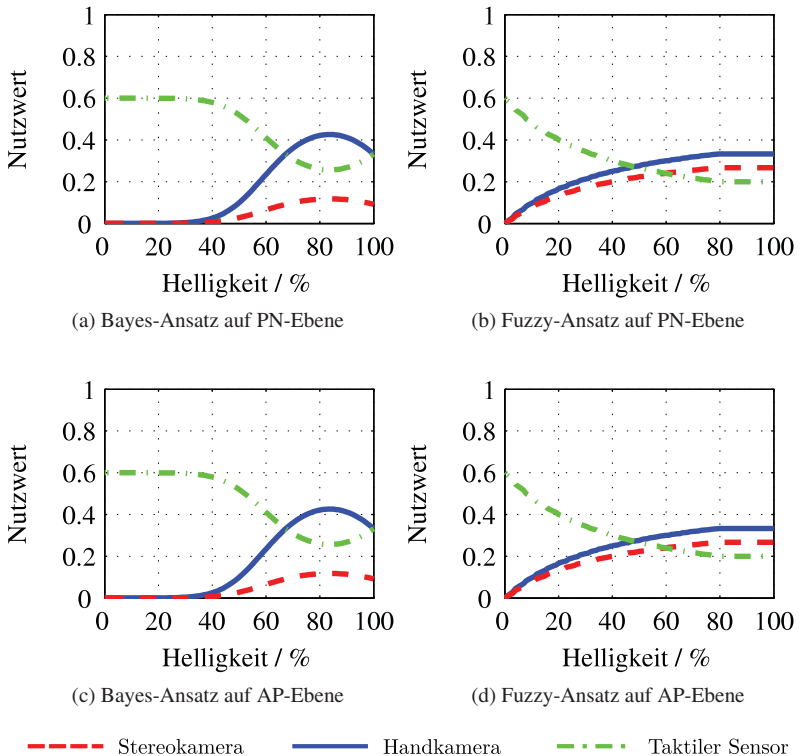 1
0.8
0.6
0.4
0.2
0
Nutzwert
0 20 40 60 80 100
Helligkeit / %
(a) Bayes-Ansatz auf PN-Ebene
1
0.8
0.6
0.4
0.2
0
Nutzwert
0 20 40 60 80 100
Helligkeit / %
(b) Fuzzy-Ansatz auf PN-Ebene
1
0.8
0.6
0.4
0.2
0
Nutzwert
0 20 40 60 80 100
Helligkeit / %
(c) Bayes-Ansatz auf AP-Ebene
1
0.8
0.6
0.4
0.2
0
Nutzwert
0 20 40 60 80 100
Helligkeit / %
(d) Fuzzy-Ansatz auf AP-Ebene
Stereokamera Handkamera Taktiler Sensor